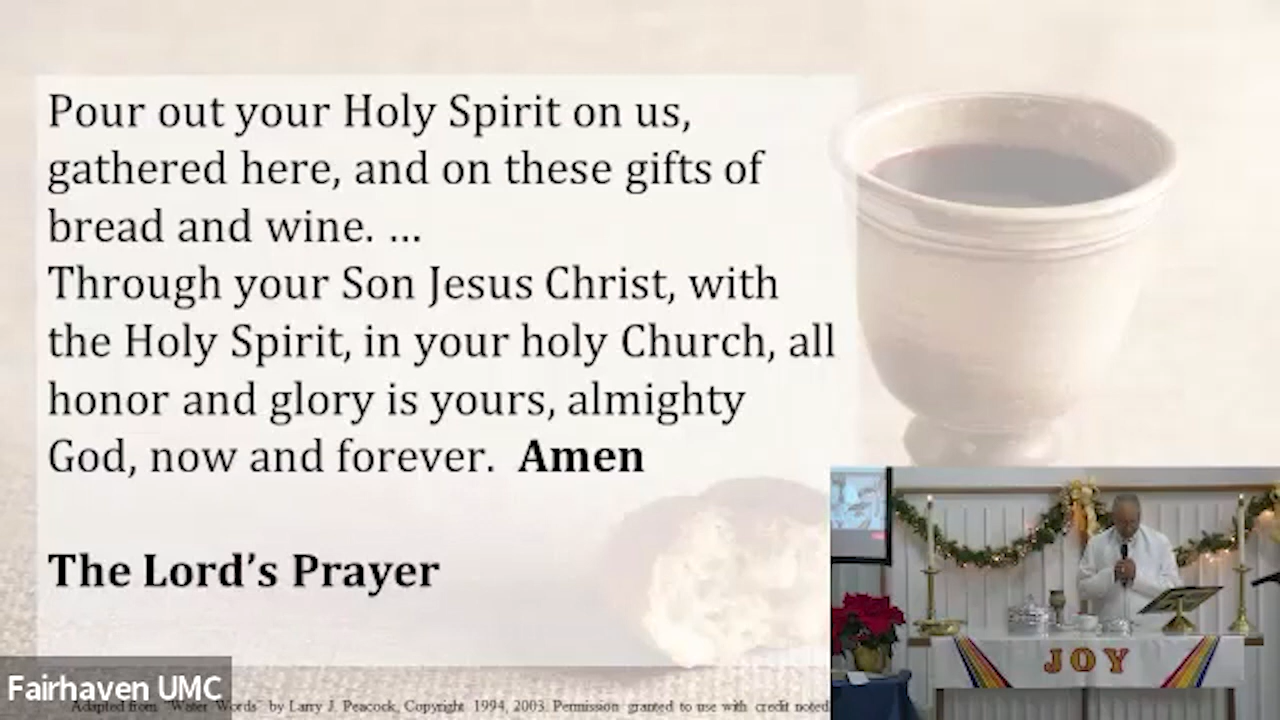 Pour out your Holy Spirit on us,
gathered here, and on these gifts of
bread and wine. ...
Through your Son Jesus Christ, with
the Holy Spirit, in your holy Church, all
honor and glory is yours, almighty
God, now and forever. Amen
The Lord's Prayer
JOY
Fairhaven UMC
Adapted from "Water Words" by Larry J. Peacock, Copyright 1994, 2003. Permission granted to use with credit noted